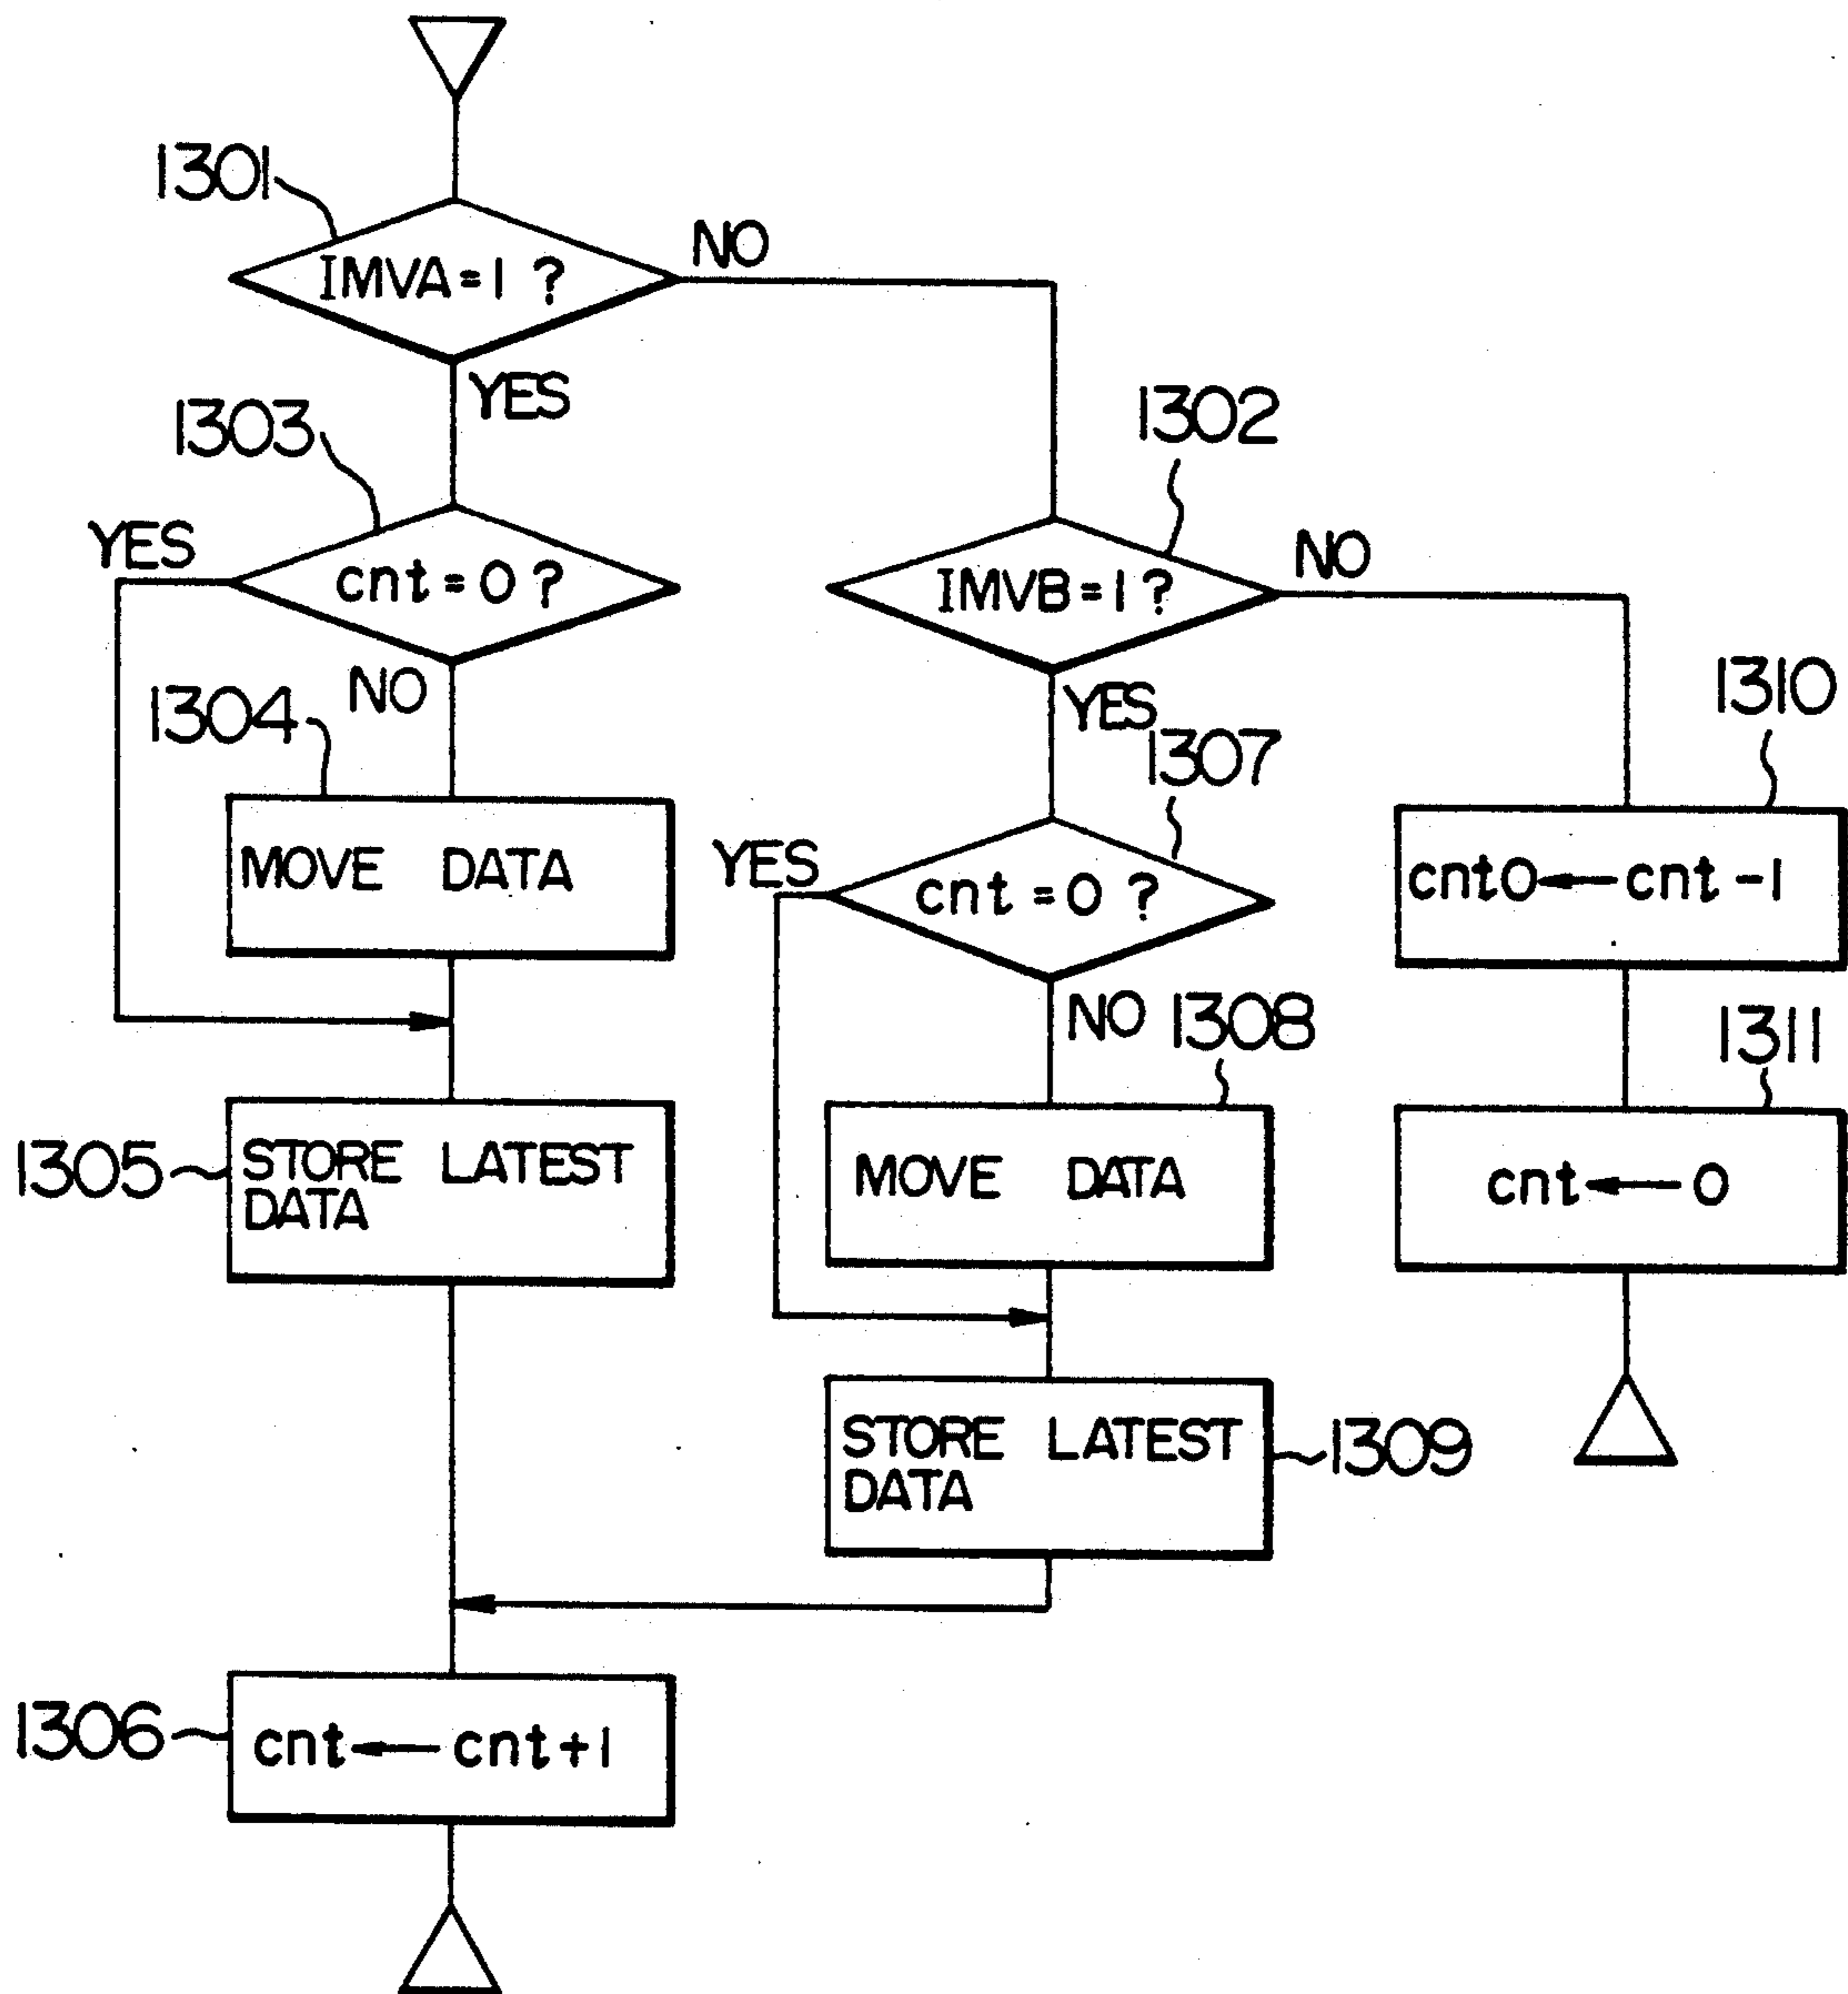 1301
IMVA=1 ?
NO
YES
1303
1302
YES
cnt=0 ?
IMVB=1 ?
NO
NO
1304
YES
1307
1310
MOVE DATA
YES
cnt=0 ?
cnt0←cnt-1
NO
1308
1311
1305
STORE LATEST
DATA
MOVE DATA
cnt←0
STORE LATEST
DATA
1309
1306
cnt←cnt+1